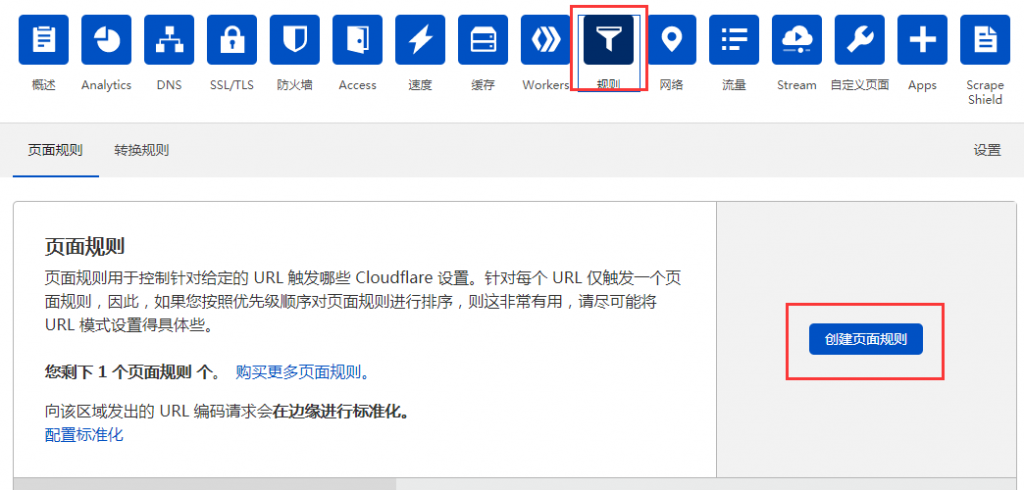 概述 Analytics DNS SSL/TLS 防火墙 Access 速度 缓存 Workers 规则 网络 流量 Stream 自定义页面 Apps Scrape Shield
页面规则 转换规则 设置
页面规则
页面规则用于控制针对给定的 URL 触发哪些 Cloudflare 设置。针对每个 URL 仅触发一个页
面规则，因此，如果您按照优先级顺序对页面规则进行排序，则这非常有用，请尽可能将
URL 模式设置得具体些。
您剩下 1 个页面规则 个。 购买更多页面规则。
向该区域发出的 URL 编码请求会在边缘进行标准化。
配置标准化
创建页面规则